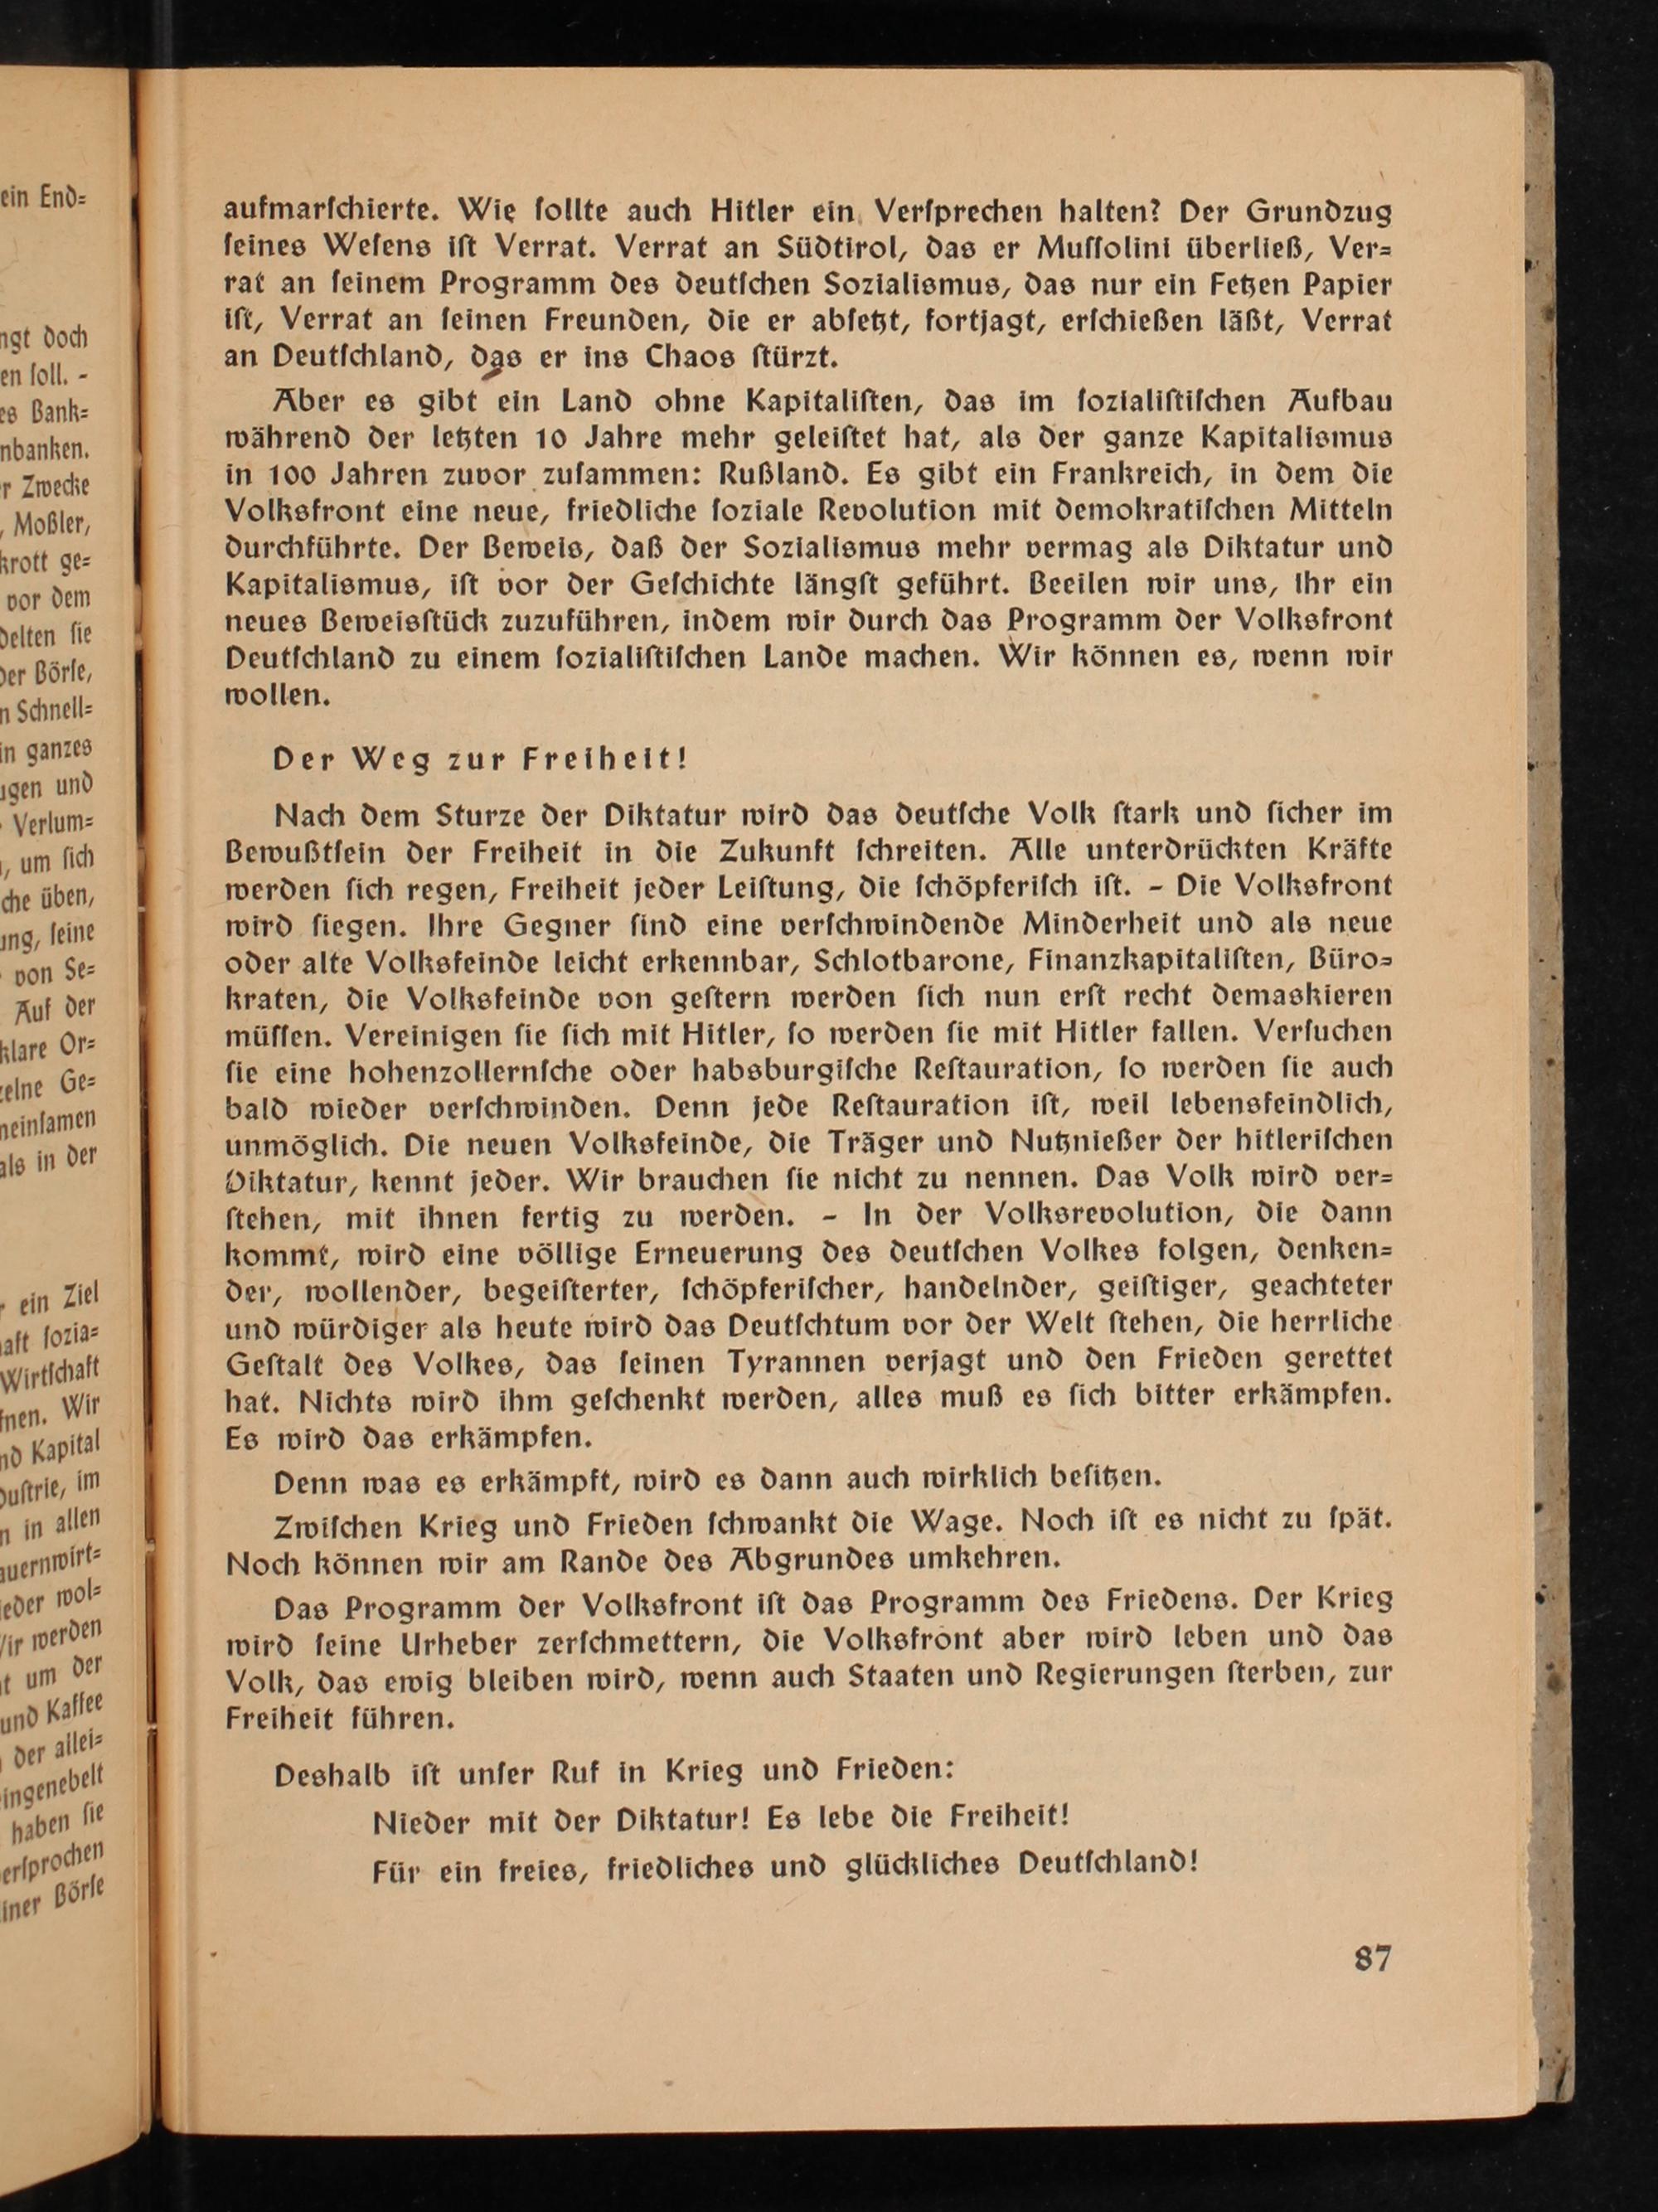 aufmarſchierte. Wie ſollte auch Hitler ein Verſprechen halten? Der Grundzug
ſeines Weſens iſt Verrat. Verrat an Südtirol, das er Muſſolini überließ, Ver=
rat an ſeinem Programm des deutſchen Sozialismus, das nur ein Fetzen Papier
iſt, Verrat an ſeinen Freunden, die er abſetzt, fortjagt, erſchießen läßt, Verrat
an Deutſchland, das er ins Chaos ſtürzt.
Aber es gibt ein Land ohne Kapitaliſten, das im ſozialiſtiſchen Aufbau
während der letzten 10 Jahre mehr geleiſtet hat, als der ganze Kapitalismus
in 100 Jahren zuvor zuſammen: Rußland. Es gibt ein Frankreich, in dem die
Volksfront eine neue, friedliche ſoziale Revolution mit demokratiſchen Mitteln
durchführte. Der Beweis, daß der Sozialismus mehr vermag als Diktatur und
Kapitalismus, iſt vor der Geſchichte längſt geführt. Beeilen wir uns, ihr ein
neues Beweisſtück zuzuführen, indem wir durch das Programm der Volksfront
Deutſchland zu einem ſozialiſtiſchen Lande machen. Wir können es, wenn wir
wollen.
Der Weg zur Freiheit!
Nach dem Sturze der Diktatur wird das deutſche Volk ſtark und ſicher im
Bewußtſein der Freiheit in die Zukunft ſchreiten. Alle unterdrückten Kräfte
werden ſich regen, Freiheit jeder Leiſtung, die ſchöpferiſch iſt. – Die Volksfront
wird ſiegen. Ihre Gegner ſind eine verſchwindende Minderheit und als neue
oder alte Volksfeinde leicht erkennbar, Schlotbarone, Finanzkapitaliſten, Büro=
kraten, die Volksfeinde von geſtern werden ſich nun erſt recht demaskieren
müſſen. Vereinigen ſie ſich mit Hitler, ſo werden ſie mit Hitler fallen. Verſuchen
ſie eine hohenzollernſche oder habsburgiſche Reſtauration, ſo werden ſie auch
bald wieder verſchwinden. Denn jede Reſtauration iſt, weil lebensfeindlich,
unmöglich. Die neuen Volksfeinde, die Träger und Nutznießer der hitleriſchen
Diktatur, kennt jeder. Wir brauchen ſie nicht zu nennen. Das Volk wird ver=
ſtehen, mit ihnen fertig zu werden. – In der Volksrevolution, die dann
kommt, wird eine völlige Erneuerung des deutſchen Volkes folgen, denken=
der, wollender, begeiſterter, ſchöpferiſcher, handelnder, geiſtiger, geachteter
und würdiger als heute wird das Deutſchtum vor der Welt ſtehen, die herrliche
Geſtalt des Volkes, das ſeinen Tyrannen verjagt und den Frieden gerettet
hat. Nichts wird ihm geſchenkt werden, alles muß es ſich bitter erkämpfen.
Es wird das erkämpfen.
Denn was es erkämpft, wird es dann auch wirklich beſitzen.
Zwiſchen Krieg und Frieden ſchwankt die Wage. Noch iſt es nicht zu ſpät.
Noch können wir am Rande des Abgrundes umkehren.
Das Programm der Volksfront iſt das Programm des Friedens. Der Krieg
wird ſeine Urheber zerſchmettern, die Volksfront aber wird leben und das
Volk, das ewig bleiben wird, wenn auch Staaten und Regierungen ſterben, zur
Freiheit führen.
Deshalb iſt unſer Ruf in Krieg und Frieden:
Nieder mit der Diktatur! Es lebe die Freiheit!
Für ein freies, friedliches und glückliches Deutſchland!
87